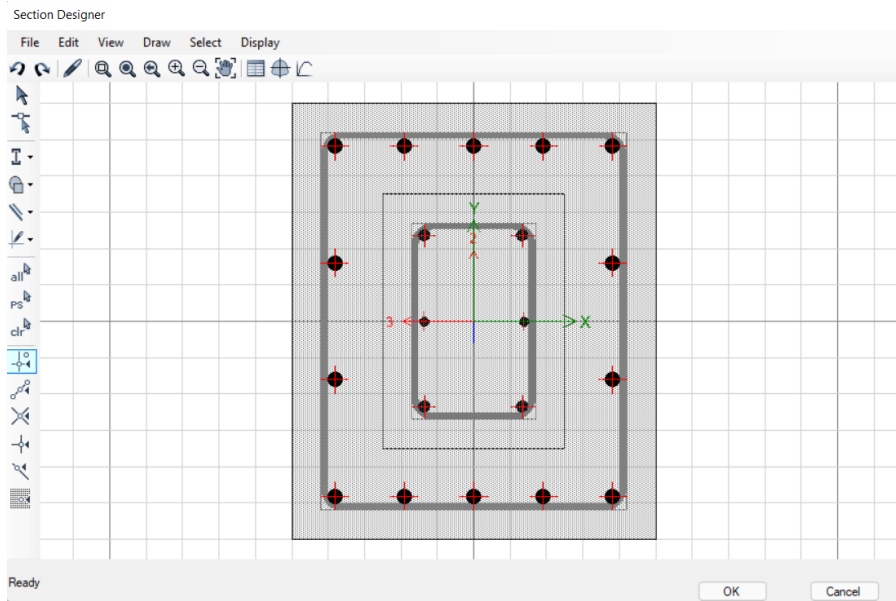 Section Designer
File Edit View Draw Select Display
all
PS
clr
Y
2
3
X
Ready
OK Cancel